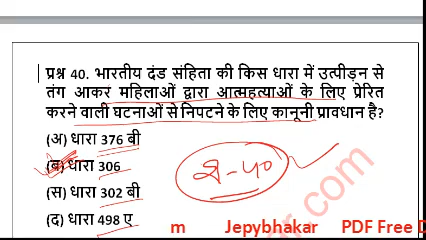 प्रश्न 40. भारतीय दंड संहिता की किस धारा में उत्पीड़न से
तंग आकर महिलाओं द्वारा आत्महत्याओं के लिए प्रेरित
करने वाली घटनाओं से निपटने के लिए कानूनी प्रावधान है?
(अ) धारा 376 बी
(ब) धारा 306
(स) धारा 302 बी
(द) धारा 498 ए
m Jepybhakar PDF Free D